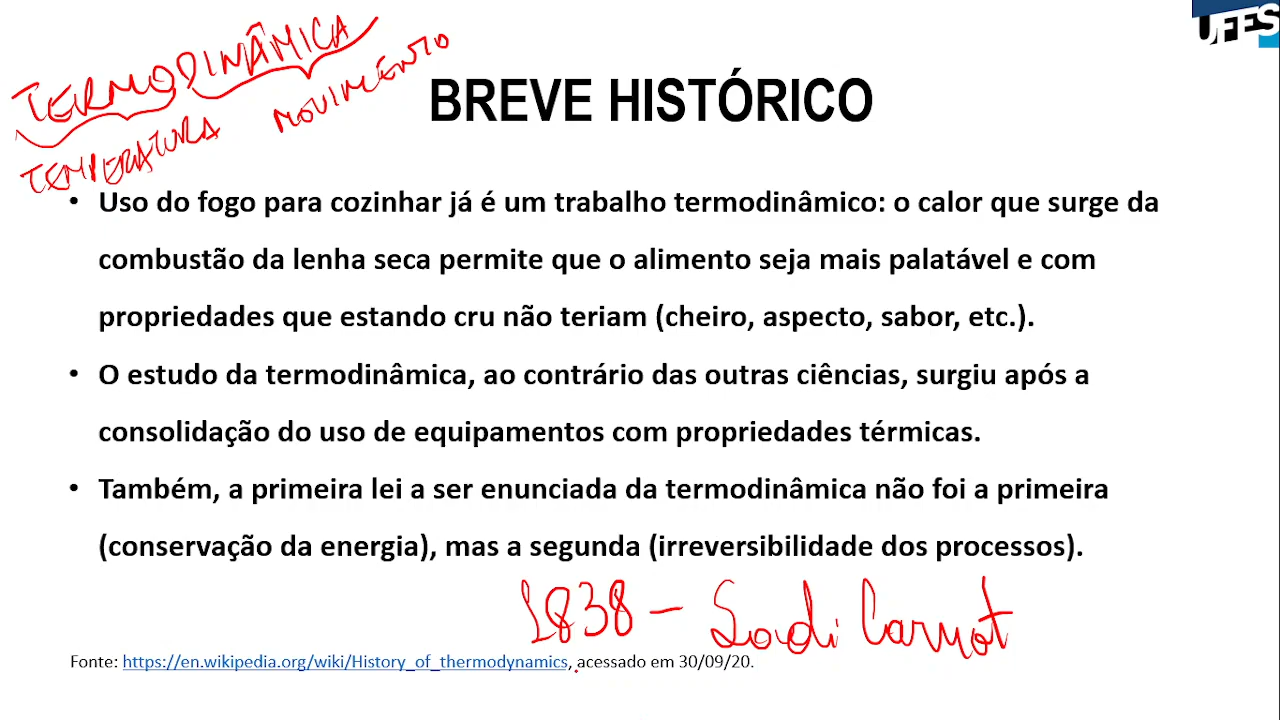 UFES
TERMODINÂMICA
TEMPERATURA MOVIMENTO
BREVE HISTÓRICO
• Uso do fogo para cozinhar já é um trabalho termodinâmico: o calor que surge da
combustão da lenha seca permite que o alimento seja mais palatável e com
propriedades que estando cru não teriam (cheiro, aspecto, sabor, etc.).
• O estudo da termodinâmica, ao contrário das outras ciências, surgiu após a
consolidação do uso de equipamentos com propriedades térmicas.
• Também, a primeira lei a ser enunciada da termodinâmica não foi a primeira
(conservação da energia), mas a segunda (irreversibilidade dos processos).
1838 – Sadi Carnot
Fonte: https://en.wikipedia.org/wiki/History_of_thermodynamics, acessado em 30/09/20.